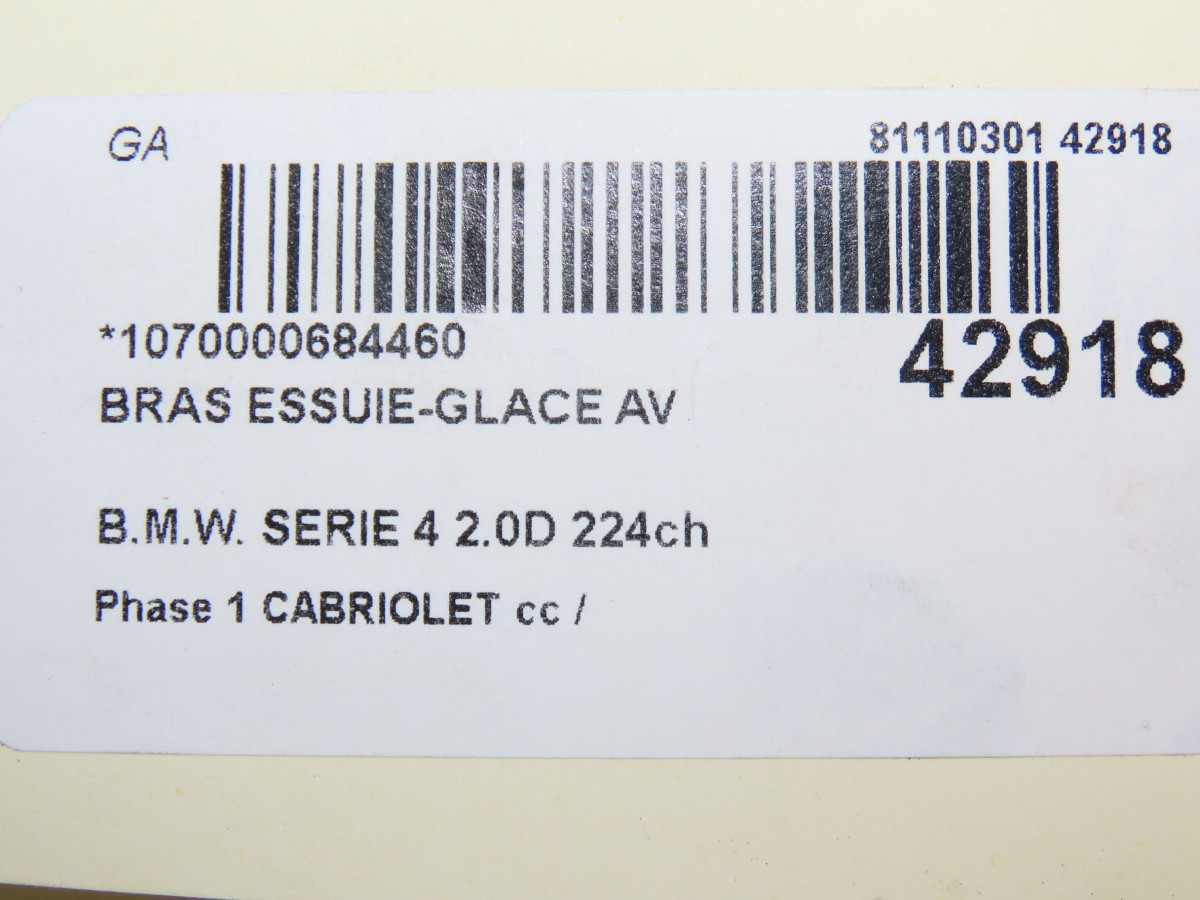 GA 81110301 42918
*1070000684460
42918
BRAS ESSUIE-GLACE AV
B.M.W. SERIE 4 2.0D 224ch
Phase 1 CABRIOLET cc /